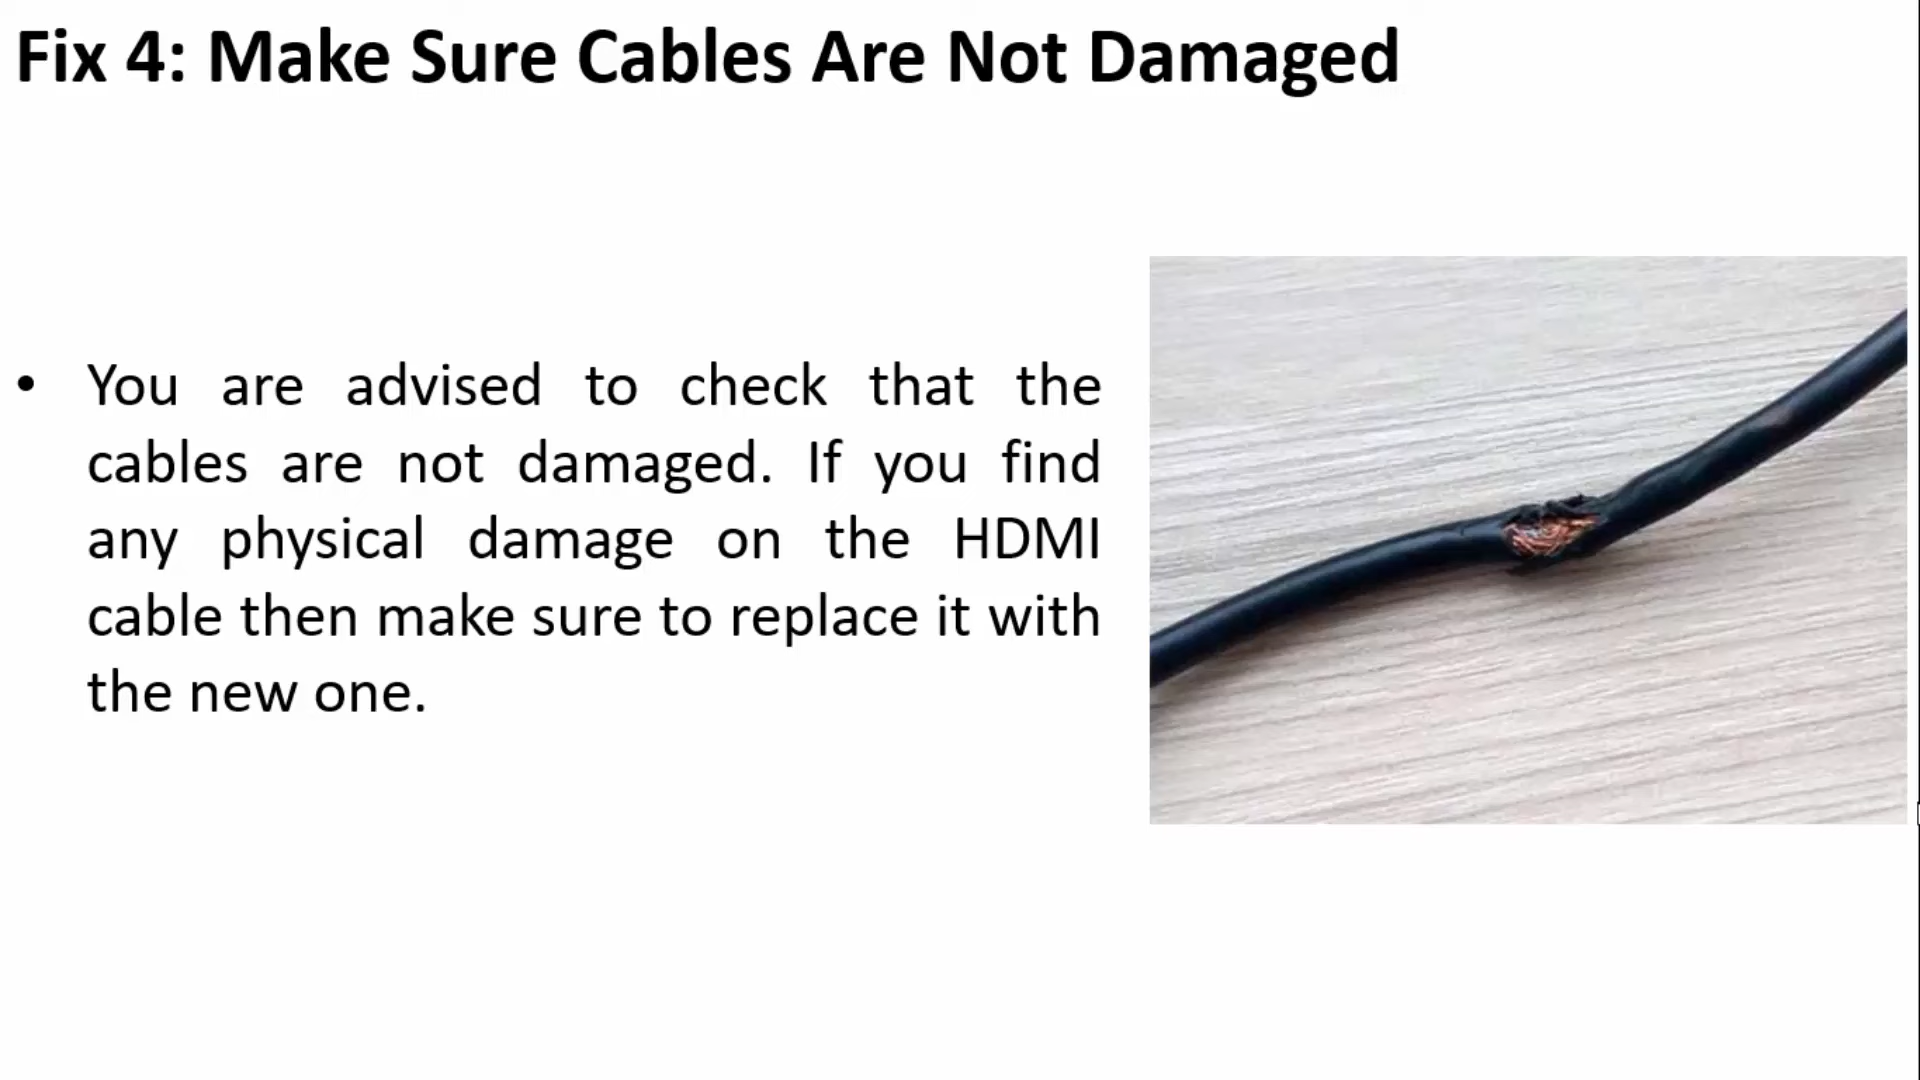 Fix 4: Make Sure Cables Are Not Damaged
• You are advised to check that the
cables are not damaged. If you find
any physical damage on the HDMI
cable then make sure to replace it with
the new one.